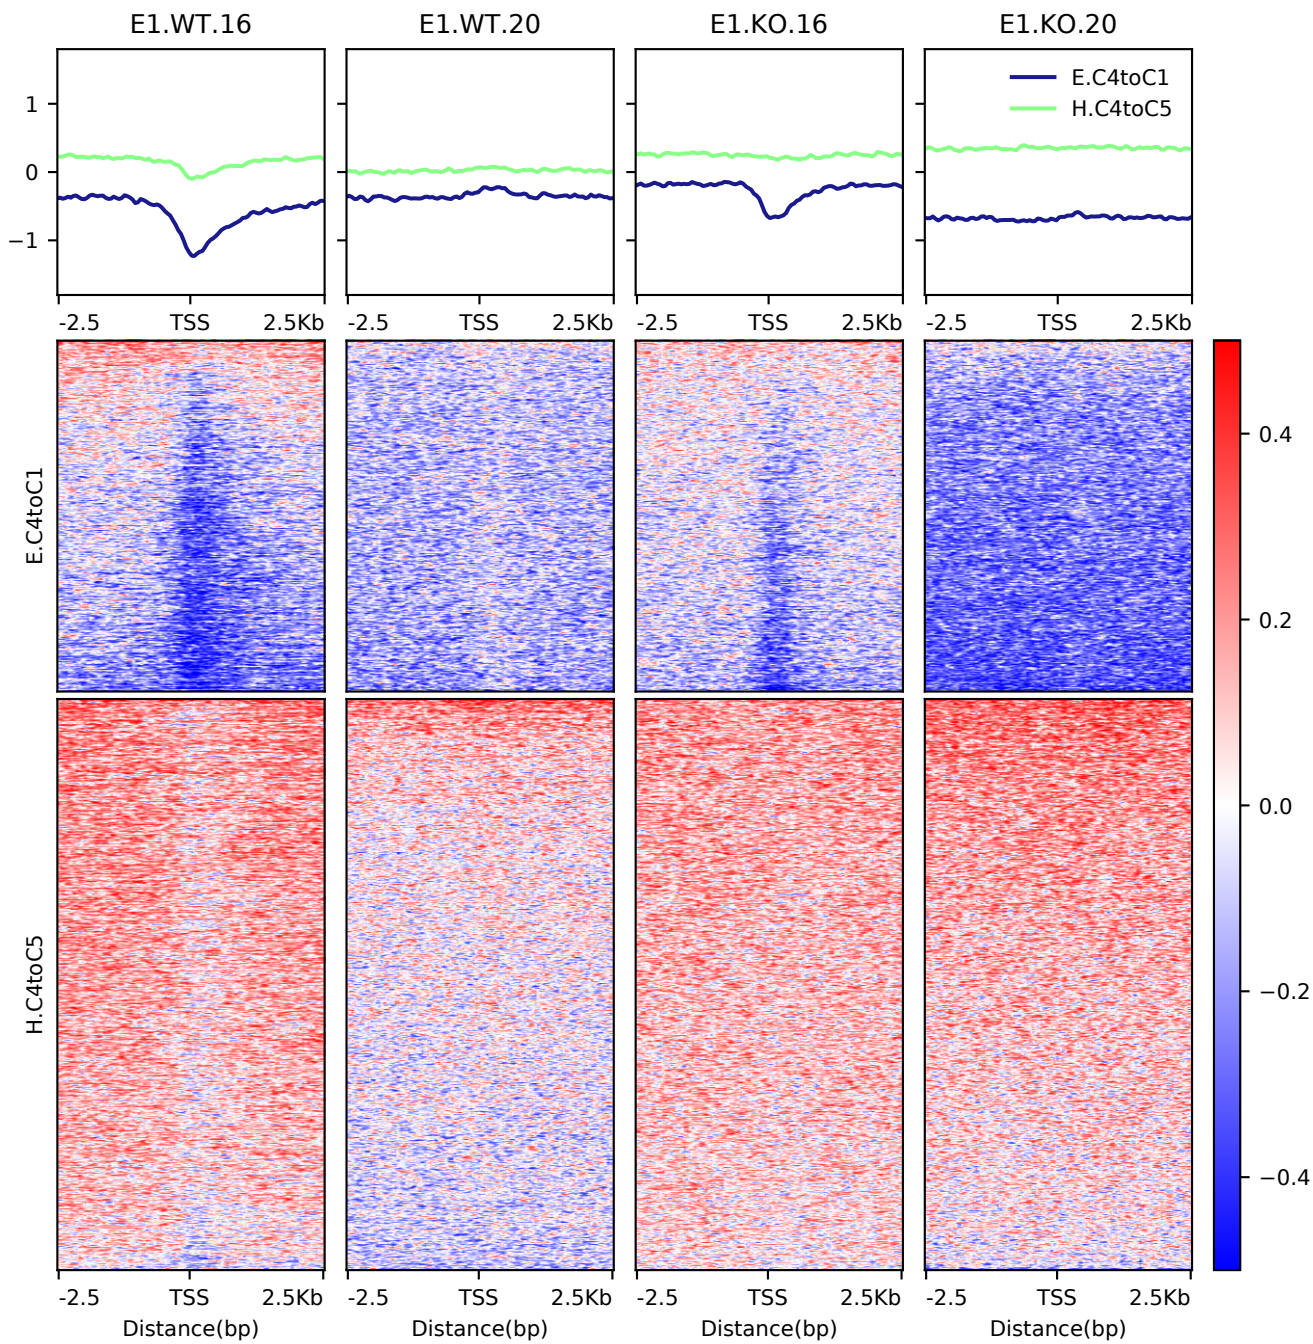 E1.WT.16 E1.WT.20 E1.KO.16 E1.KO.20
E.C4toC1
H.C4toC5
1
0
−1
-2.5 TSS 2.5Kb -2.5 TSS 2.5Kb -2.5 TSS 2.5Kb -2.5 TSS 2.5Kb
E.C4toC1
H.C4toC5
0.4
0.2
0.0
−0.2
−0.4
-2.5 TSS 2.5Kb -2.5 TSS 2.5Kb -2.5 TSS 2.5Kb -2.5 TSS 2.5Kb
Distance(bp) Distance(bp) Distance(bp) Distance(bp)